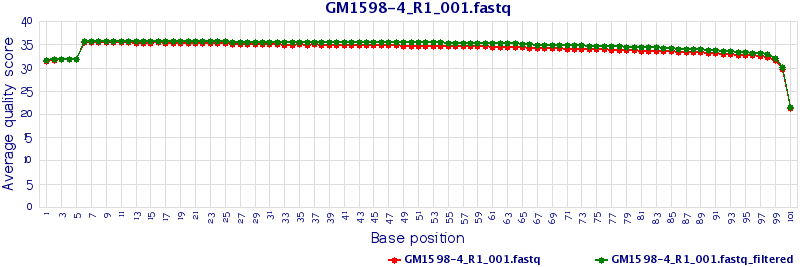 GM1598-4_R1_001.fastq
Average quality score
40
35
30
25
20
15
10
5
0
1 3 5 7 9 11 13 15 17 19 21 23 25 27 29 31 33 35 37 39 41 43 45 47 49 51 53 55 57 59 61 63 65 67 69 71 73 75 77 79 81 83 85 87 89 91 93 95 97 99 101
Base position
GM1598-4_R1_001.fastq GM1598-4_R1_001.fastq_filtered